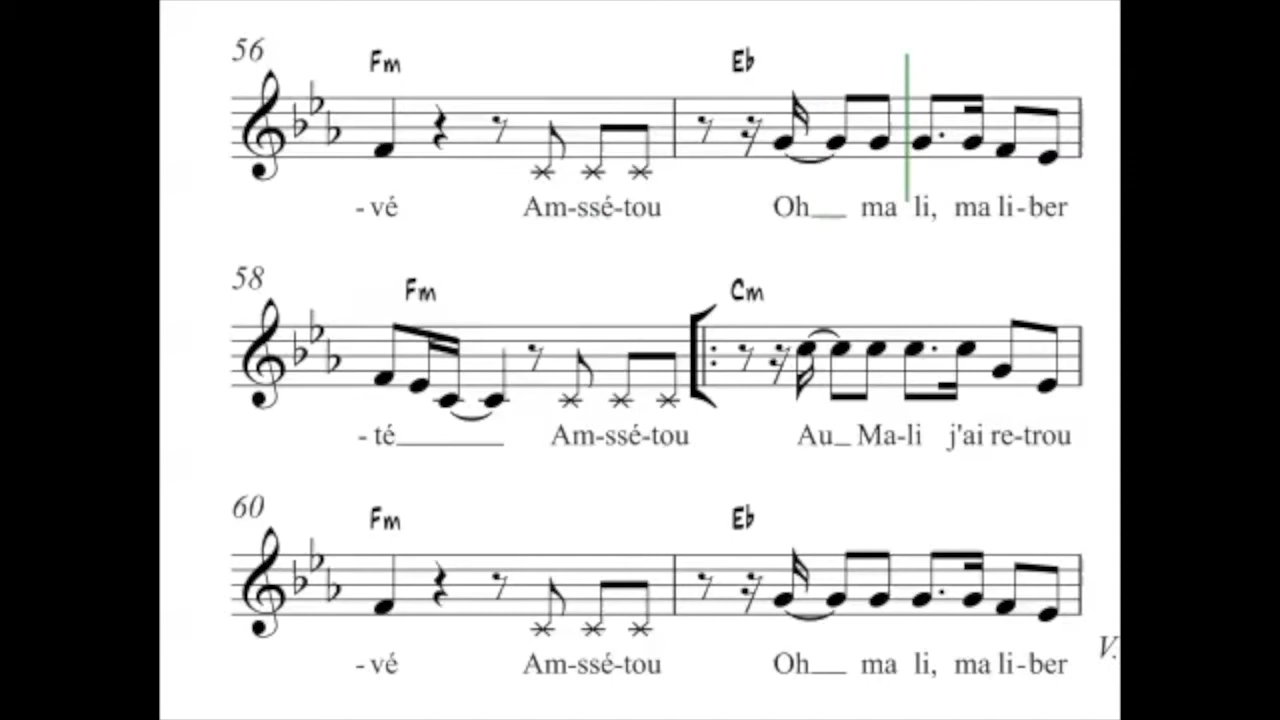 56
Fm Eb
-vé Am-ssé-tou Oh__ ma li, ma li-ber
58
Fm Cm
-té______ Am-ssé-tou Au_ Ma-li j'ai re-trou
60
Fm Eb
-vé Am-ssé-tou Oh__ ma li, ma li-ber
V.